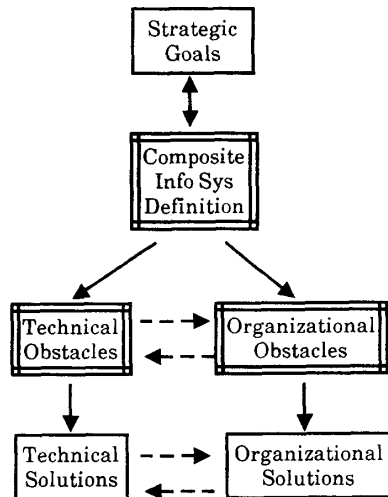 Strategic
Goals
Composite
Info Sys
Definition
Technical
Obstacles
Organizational
Obstacles
Technical
Solutions
Organizational
Solutions